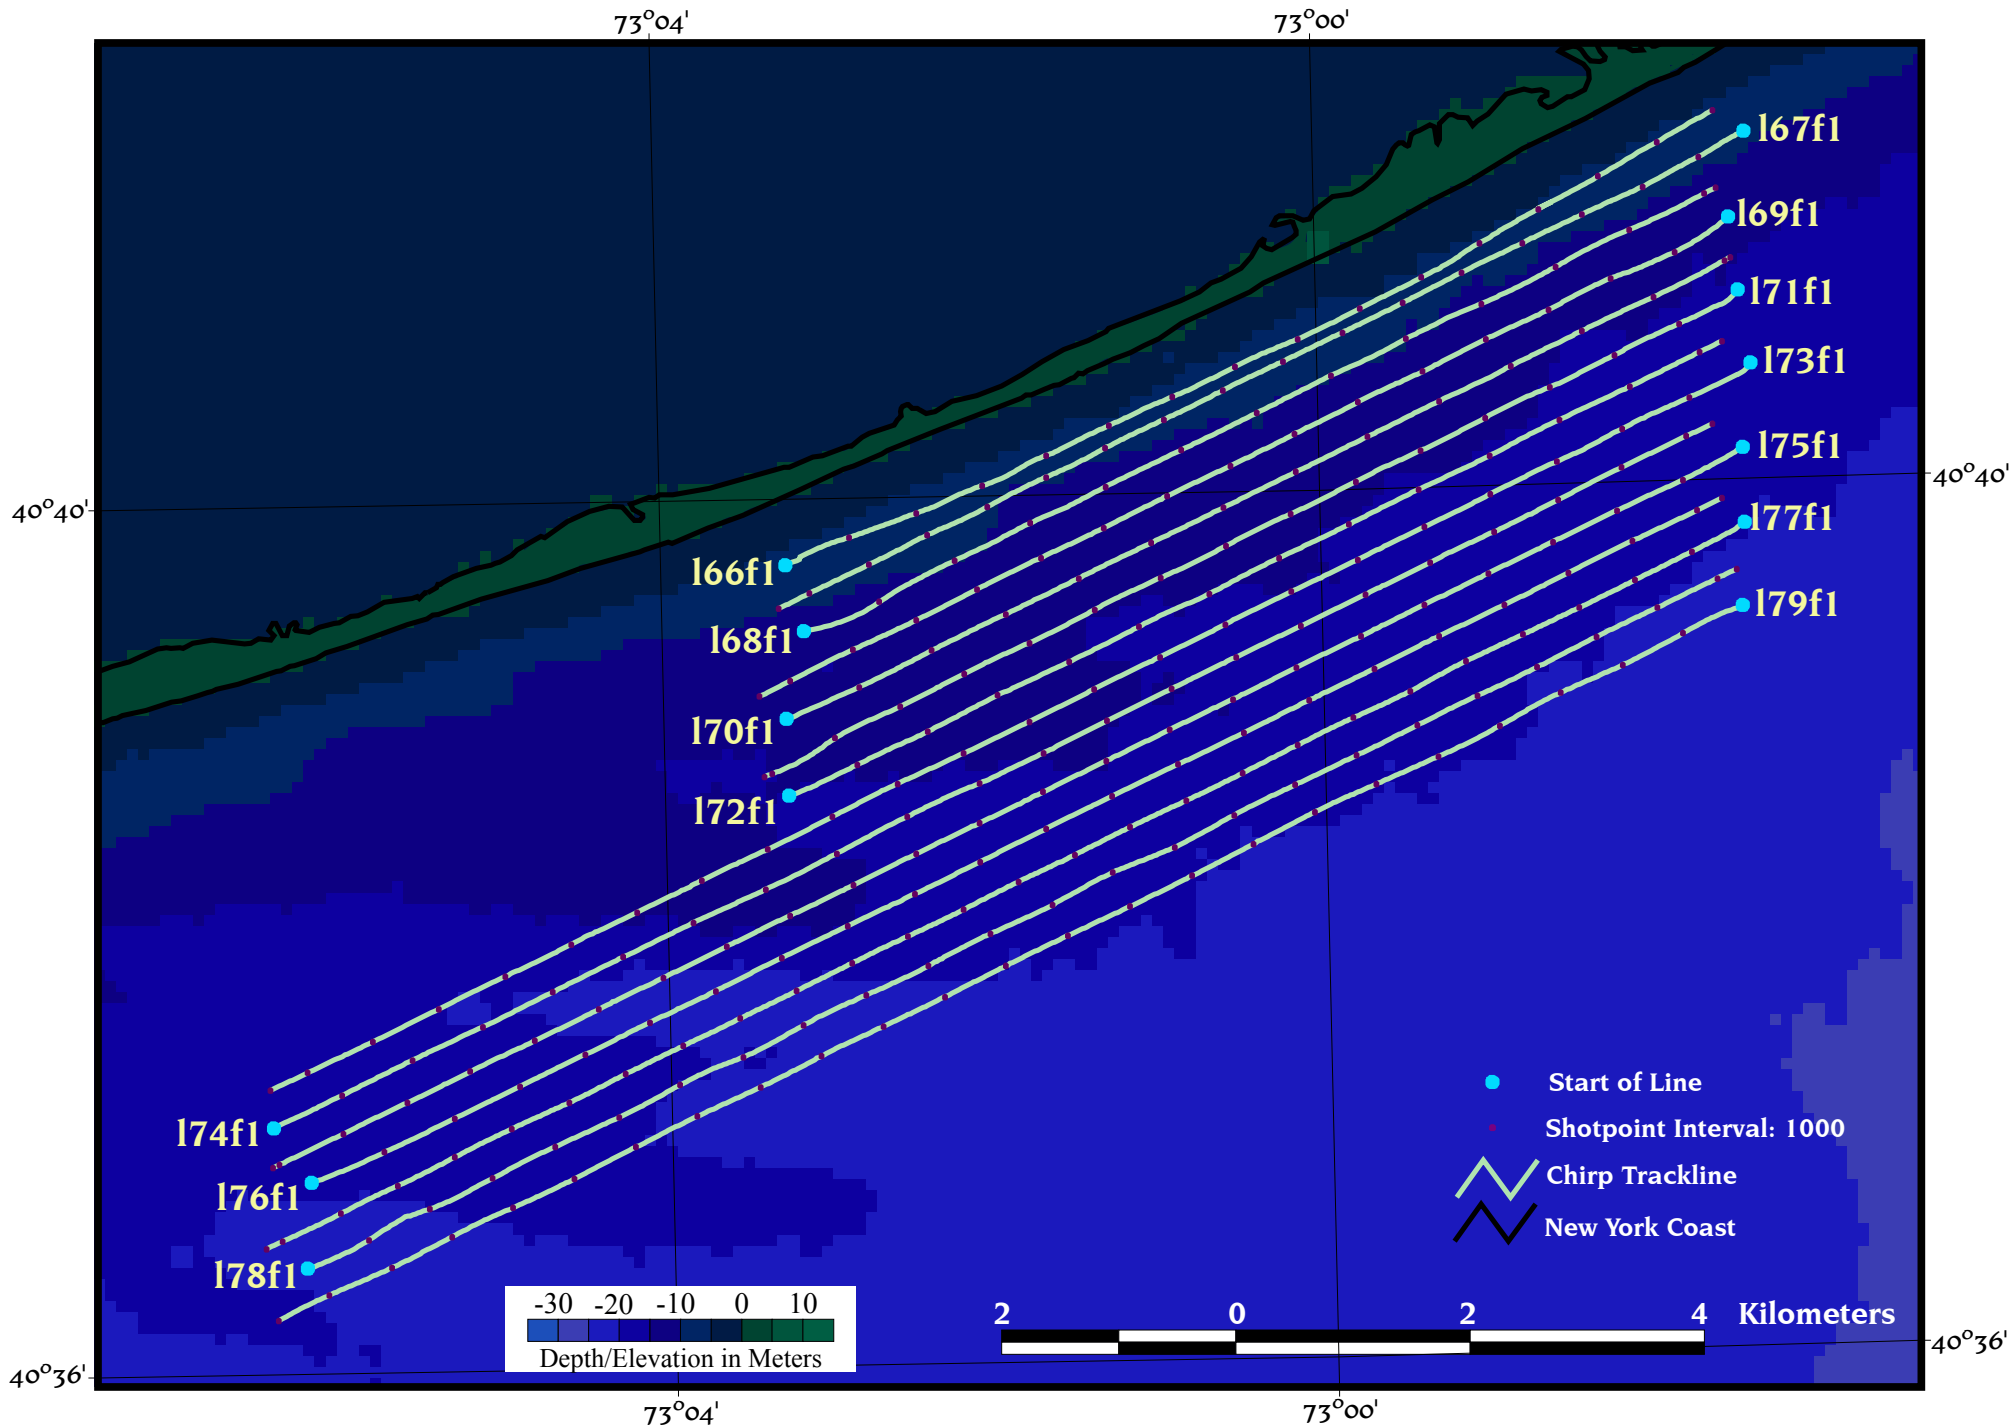 73°04' 73°00'
l67f1
l69f1
l71f1
l73f1
l75f1
40°40' 40°40'
l77f1
l66f1
l79f1
l68f1
l70f1
l72f1
Start of Line
Shotpoint Interval: 1000
l74f1
Chirp Trackline
l76f1
New York Coast
l78f1
-30 -20 -10 0 10
Depth/Elevation in Meters
2 0 2 4 Kilometers
40°36' 40°36'
73°04' 73°00'